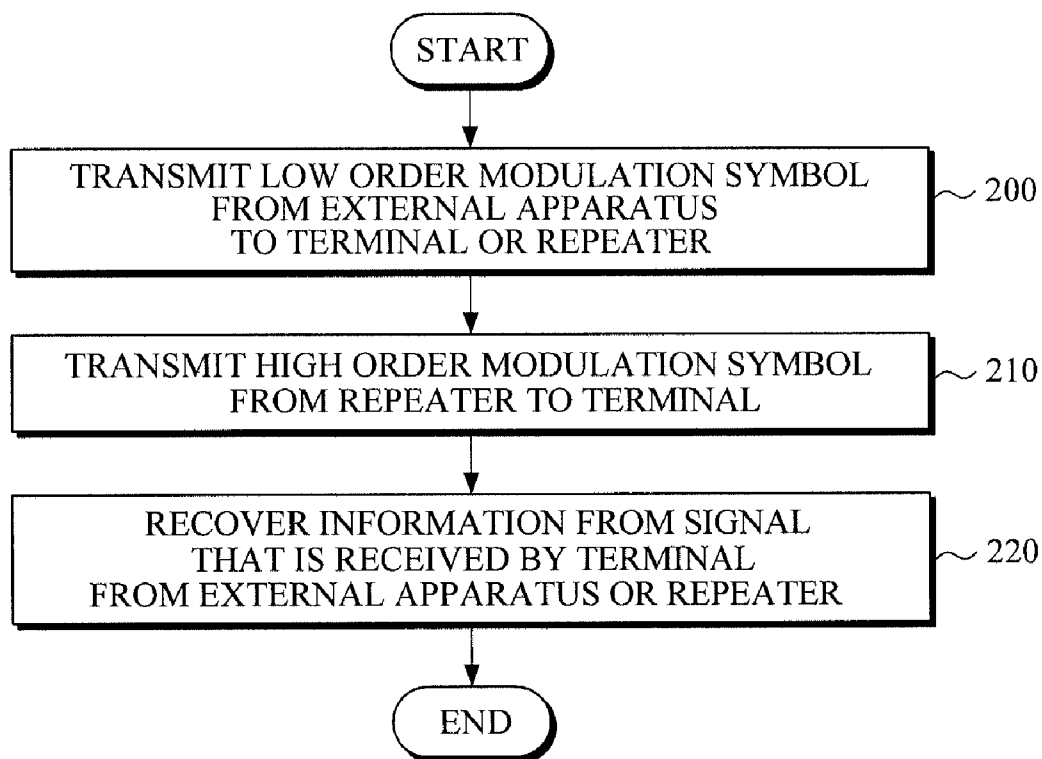 START
TRANSMIT LOW ORDER MODULATION SYMBOL
FROM EXTERNAL APPARATUS
TO TERMINAL OR REPEATER
200
TRANSMIT HIGH ORDER MODULATION SYMBOL
FROM REPEATER TO TERMINAL
210
RECOVER INFORMATION FROM SIGNAL
THAT IS RECEIVED BY TERMINAL
FROM EXTERNAL APPARATUS OR REPEATER
220
END